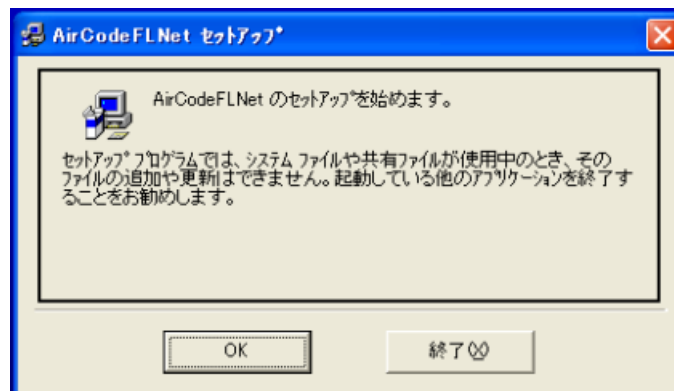 AirCodeFLNet ｾｯﾄｱｯﾌﾟ
AirCodeFLNet のｾｯﾄｱｯﾌﾟを始めます。
ｾｯﾄｱｯﾌﾟ ﾌﾟﾛｸﾞﾗﾑでは、ｼｽﾃﾑ ﾌｧｲﾙや共有ﾌｧｲﾙが使用中のとき、その
ﾌｧｲﾙの追加や更新はできません。起動している他のｱﾌﾟﾘｹｰｼｮﾝを終了す
ることをお勧めします。
OK
終了(X)